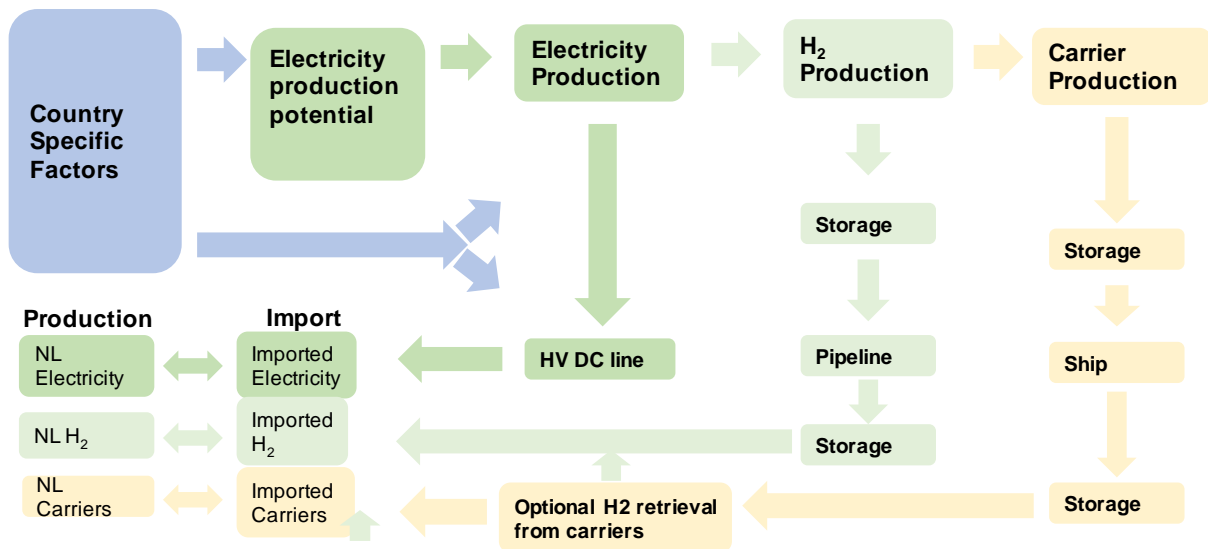 Country
Specific
Factors
Electricity
production
potential
Electricity
Production
H₂
Production
Carrier
Production
Storage
Storage
Production
Import
NL
Electricity
Imported
Electricity
HV DC line
Pipeline
Ship
NL H₂
Imported
H₂
Storage
NL
Carriers
Imported
Carriers
Optional H2 retrieval
from carriers
Storage